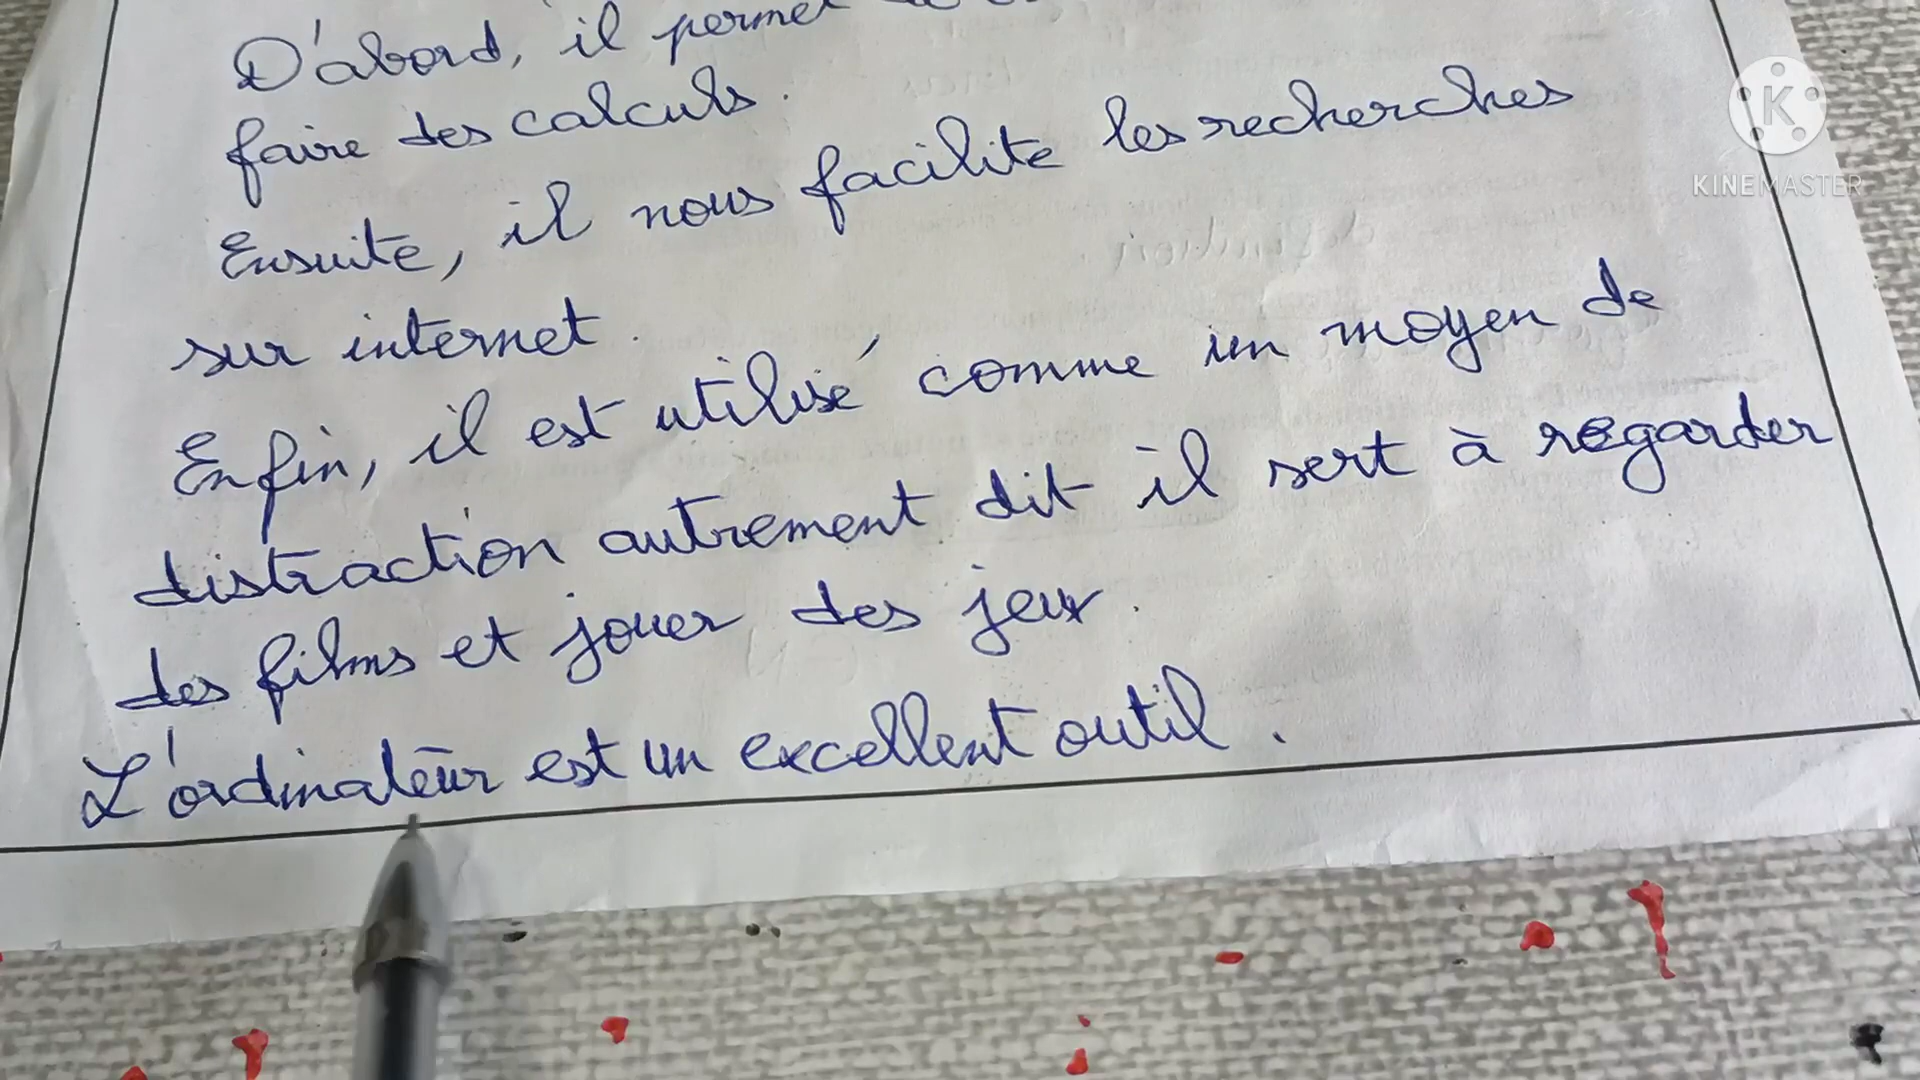 D'abord, il permet
faire des calculs.
Ensuite, il nous facilite les recherches
sur internet.
Enfin, il est utilisé comme un moyen de
distraction autrement dit il sert à regarder
des films et jouer des jeux.
L'ordinateur est un excellent outil.
K
KINEMASTER